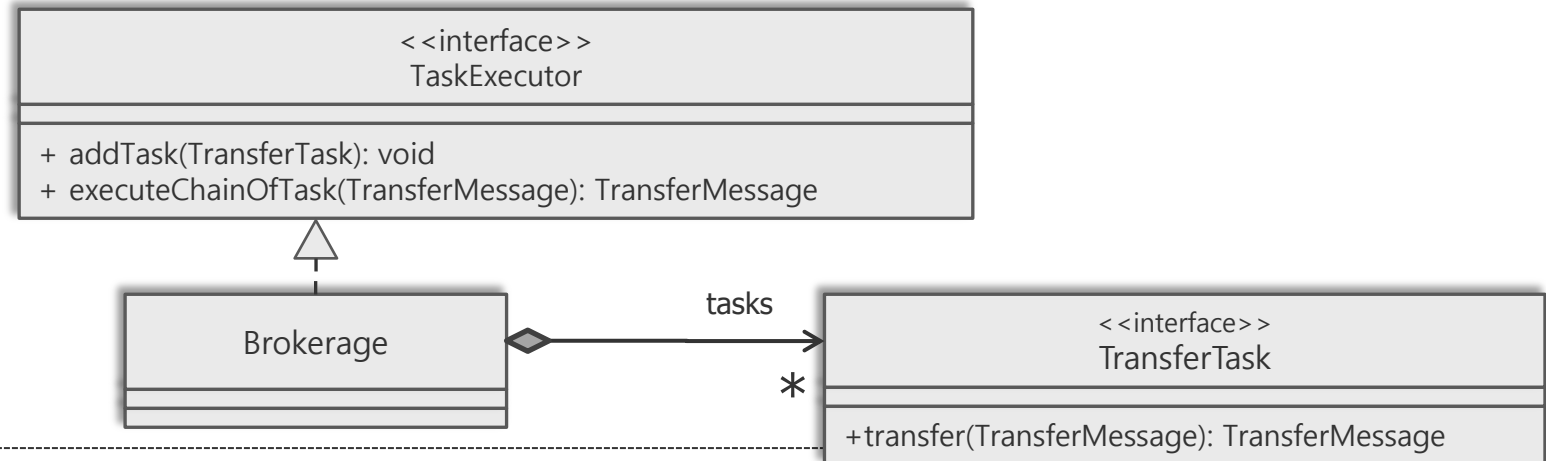 <<interface>>
TaskExecutor
+ addTask(TransferTask): void
+ executeChainOfTask(TransferMessage): TransferMessage
Brokerage
tasks
*
<<interface>>
TransferTask
+transfer(TransferMessage): TransferMessage